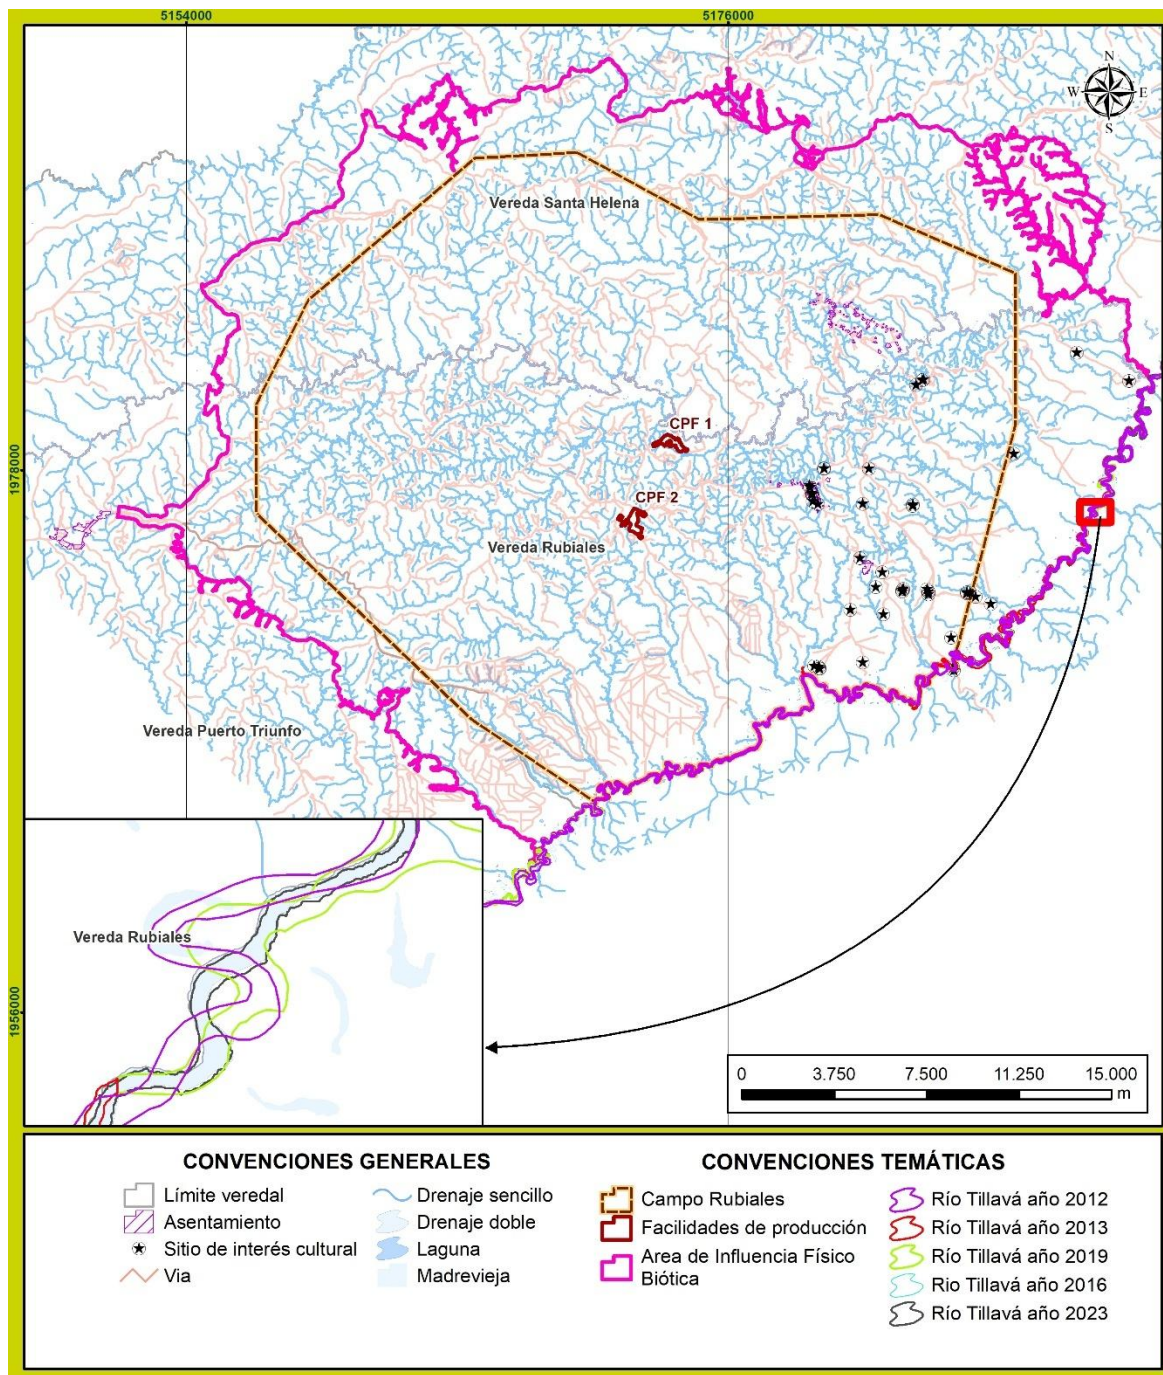 5154000
5176000
N
W
E
S
Vereda Santa Helena
CPF 1
1978000
CPF 2
Vereda Rubiales
Vereda Puerto Triunfo
Vereda Rubiales
1956000
0 3.750 7.500 11.250 15.000
m
CONVENCIONES GENERALES
Límite veredal
Asentamiento
Sitio de interés cultural
Via
Drenaje sencillo
Drenaje doble
Laguna
Madrevieja
CONVENCIONES TEMÁTICAS
Campo Rubiales
Facilidades de producción
Area de Influencia Físico
Biótica
Río Tillavá año 2012
Río Tillavá año 2013
Río Tillavá año 2019
Rio Tillavá año 2016
Río Tillavá año 2023